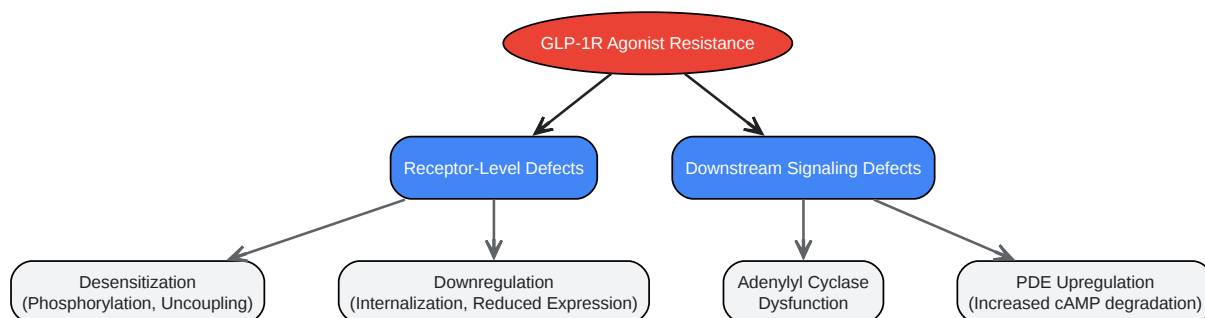 GLP-1R Agonist Resistance
Receptor-Level Defects
Downstream Signaling Defects
Desensitization
(Phosphorylation, Uncoupling)
Downregulation
(Internalization, Reduced Expression)
Adenylyl Cyclase
Dysfunction
PDE Upregulation
(Increased cAMP degradation)